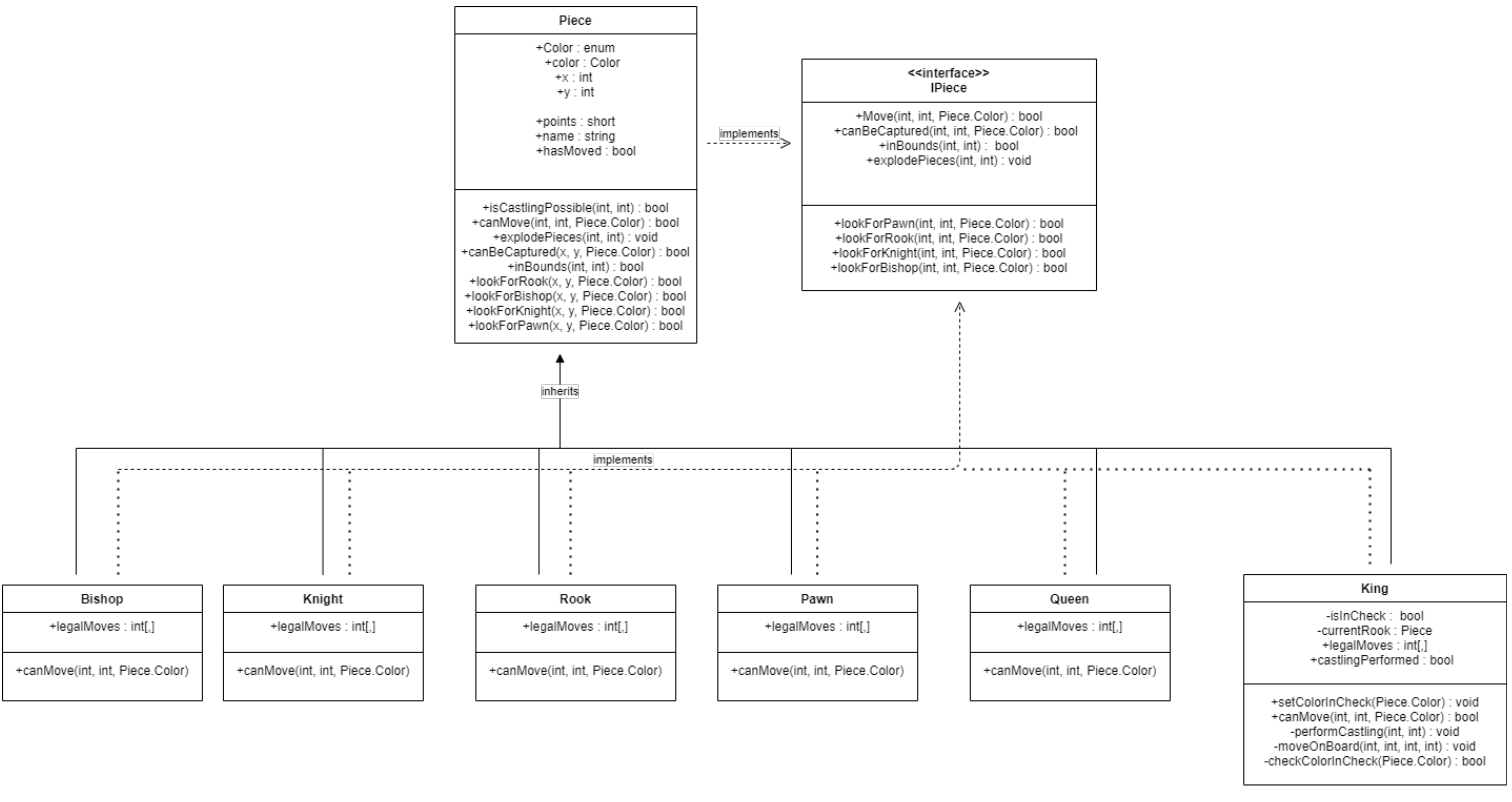 Piece
+Color : enum
+color : Color
+x : int
+y : int
+points : short
+name : string
+hasMoved : bool
+isCastlingPossible(int, int) : bool
+canMove(int, int, Piece.Color) : bool
+explodePieces(int, int) : void
+canBeCaptured(x, y, Piece.Color) : bool
+inBounds(int, int) : bool
+lookForRook(x, y, Piece.Color) : bool
+lookForBishop(x, y, Piece.Color) : bool
+lookForKnight(x, y, Piece.Color) : bool
+lookForPawn(x, y, Piece.Color) : bool
implements
<<interface>>
IPiece
+Move(int, int, Piece.Color) : bool
+canBeCaptured(int, int, Piece.Color) : bool
+inBounds(int, int) :  bool
+explodePieces(int, int) : void
+lookForPawn(int, int, Piece.Color) : bool
+lookForRook(int, int, Piece.Color) : bool
+lookForKnight(int, int, Piece.Color) : bool
+lookForBishop(int, int, Piece.Color) : bool
inherits
implements
Bishop
+legalMoves : int[,]
+canMove(int, int, Piece.Color)
Knight
+legalMoves : int[,]
+canMove(int, int, Piece.Color)
Rook
+legalMoves : int[,]
+canMove(int, int, Piece.Color)
Pawn
+legalMoves : int[,]
+canMove(int, int, Piece.Color)
Queen
+legalMoves : int[,]
+canMove(int, int, Piece.Color)
King
-isInCheck :  bool
-currentRook : Piece
+legalMoves : int[,]
+castlingPerformed : bool
+setColorInCheck(Piece.Color) : void
+canMove(int, int, Piece.Color) : bool
-performCastling(int, int) : void
-moveOnBoard(int, int, int, int) : void
-checkColorInCheck(Piece.Color) : bool